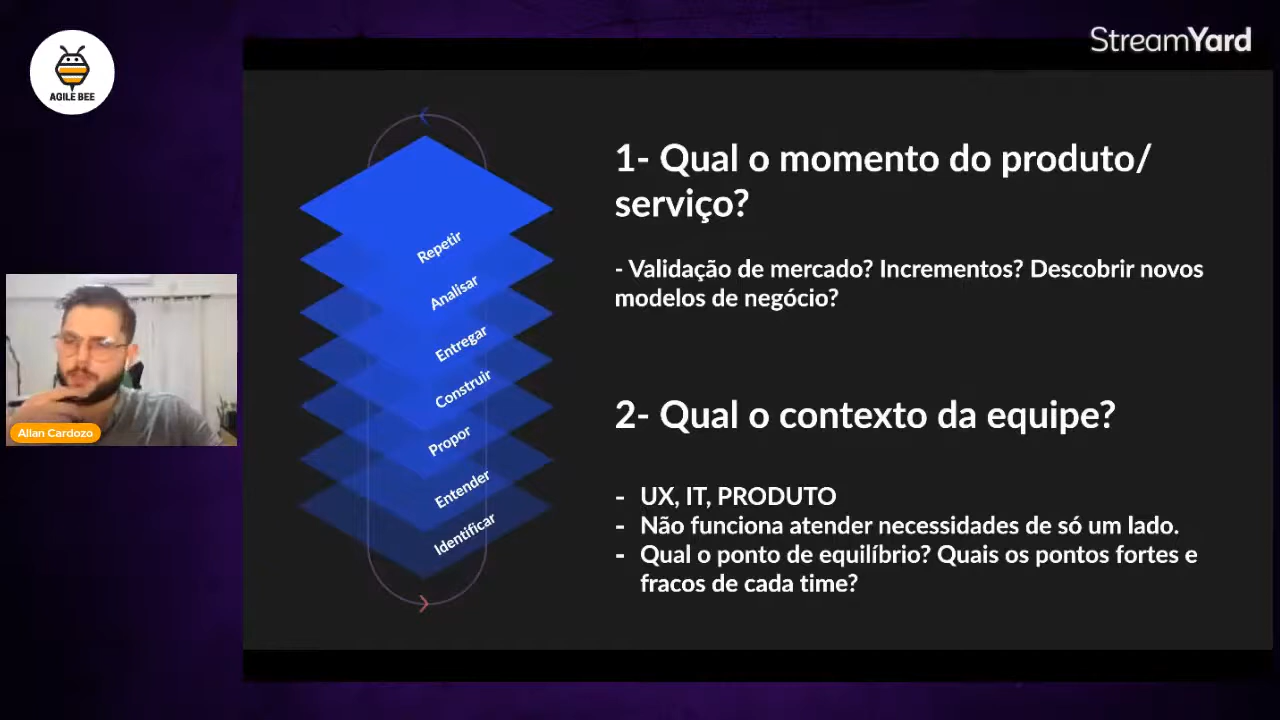 AGILE BEE
StreamYard
1- Qual o momento do produto/
serviço?
- Validação de mercado? Incrementos? Descobrir novos
modelos de negócio?
2- Qual o contexto da equipe?
- UX, IT, PRODUTO
- Não funciona atender necessidades de só um lado.
- Qual o ponto de equilíbrio? Quais os pontos fortes e
fracos de cada time?
Repetir
Analisar
Entregar
Construir
Propor
Entender
Identificar
Allan Cardozo